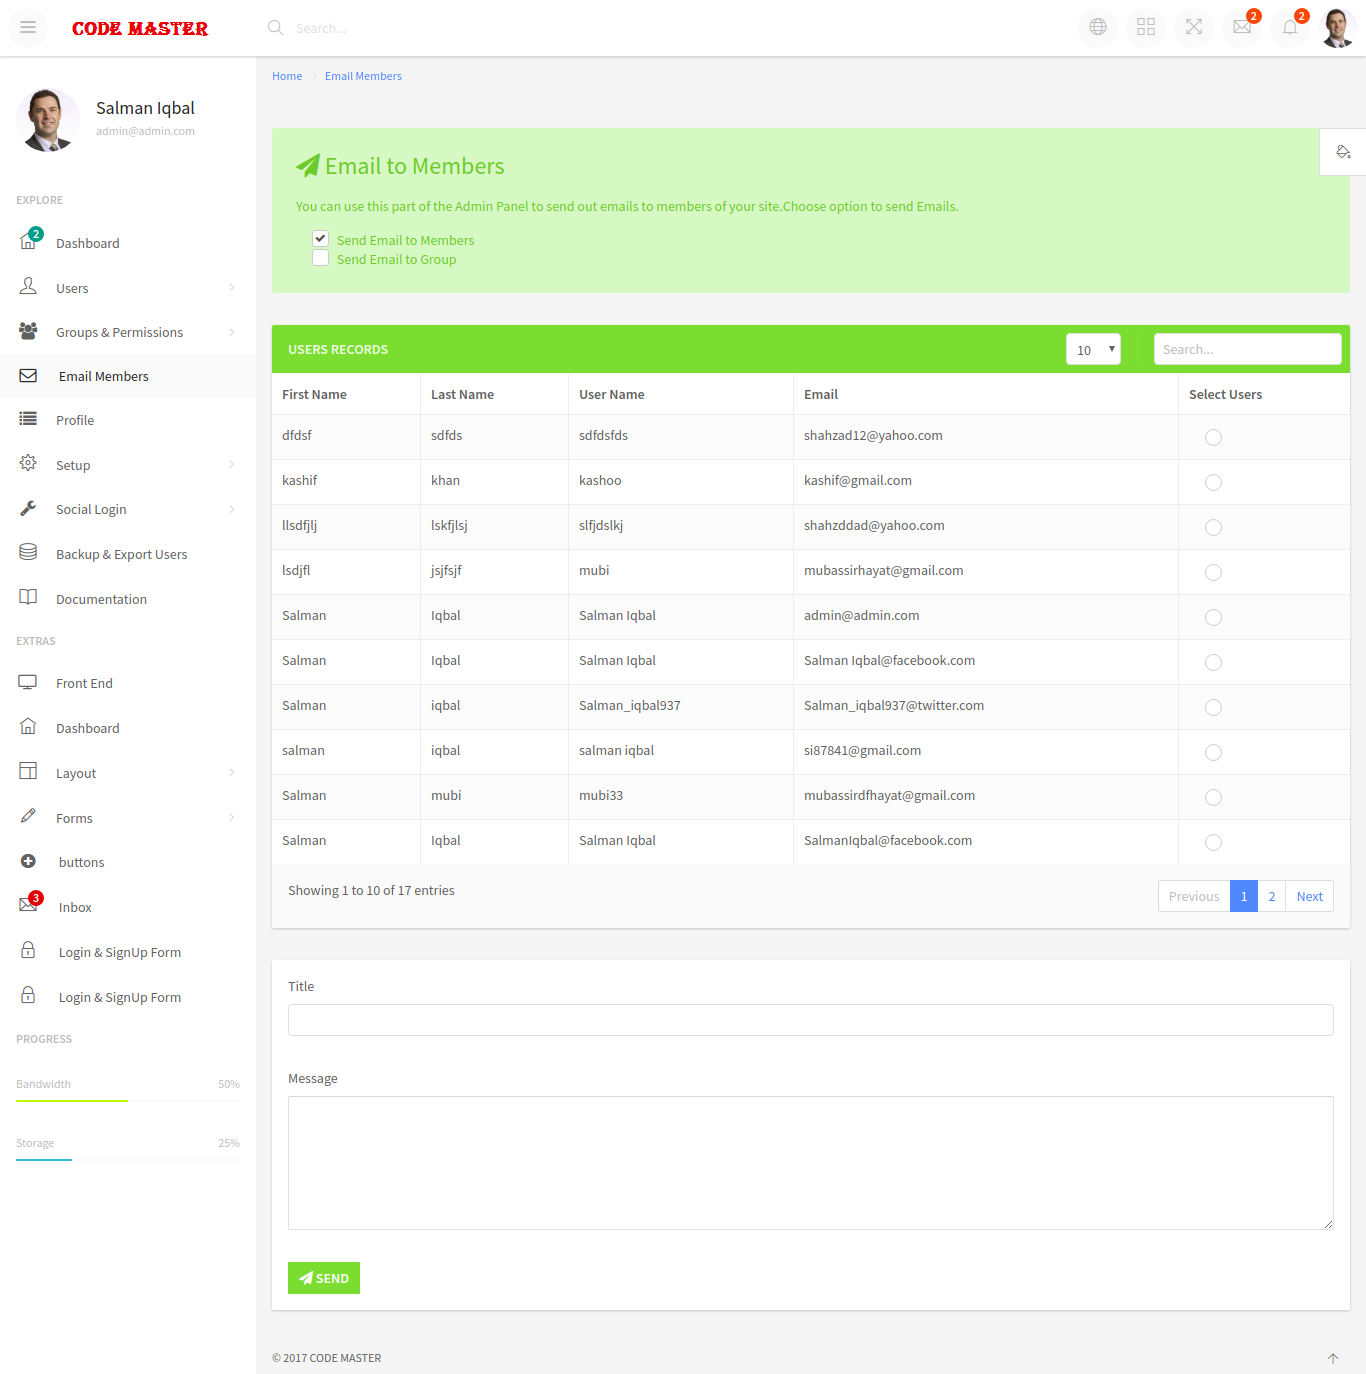 CODE MASTER
Search...
2
2
Salman Iqbal
admin@admin.com
EXPLORE
2
Dashboard
Users
Groups & Permissions
Email Members
Profile
Setup
Social Login
Backup & Export Users
Documentation
EXTRAS
Front End
Dashboard
Layout
Forms
buttons
3
Inbox
Login & SignUp Form
Login & SignUp Form
PROGRESS
Bandwidth 50%
Storage 25%
Home Email Members
Email to Members
You can use this part of the Admin Panel to send out emails to members of your site.Choose option to send Emails.
Send Email to Members
Send Email to Group
USERS RECORDS 10 Search...
First Name Last Name User Name Email Select Users
dfdsf sdfds sdfdsfds shahzad12@yahoo.com
kashif khan kashoo kashif@gmail.com
llsdfjlj lskfjlsj slfjdslkj shahzddad@yahoo.com
lsdjfl jsjfsjf mubi mubassirhayat@gmail.com
Salman Iqbal Salman Iqbal admin@admin.com
Salman Iqbal Salman Iqbal Salman Iqbal@facebook.com
Salman iqbal Salman_iqbal937 Salman_iqbal937@twitter.com
salman iqbal salman iqbal si87841@gmail.com
Salman mubi mubi33 mubassirdfhayat@gmail.com
Salman Iqbal Salman Iqbal SalmanIqbal@facebook.com
Showing 1 to 10 of 17 entries Previous 1 2 Next
Title
Message
SEND
© 2017 CODE MASTER